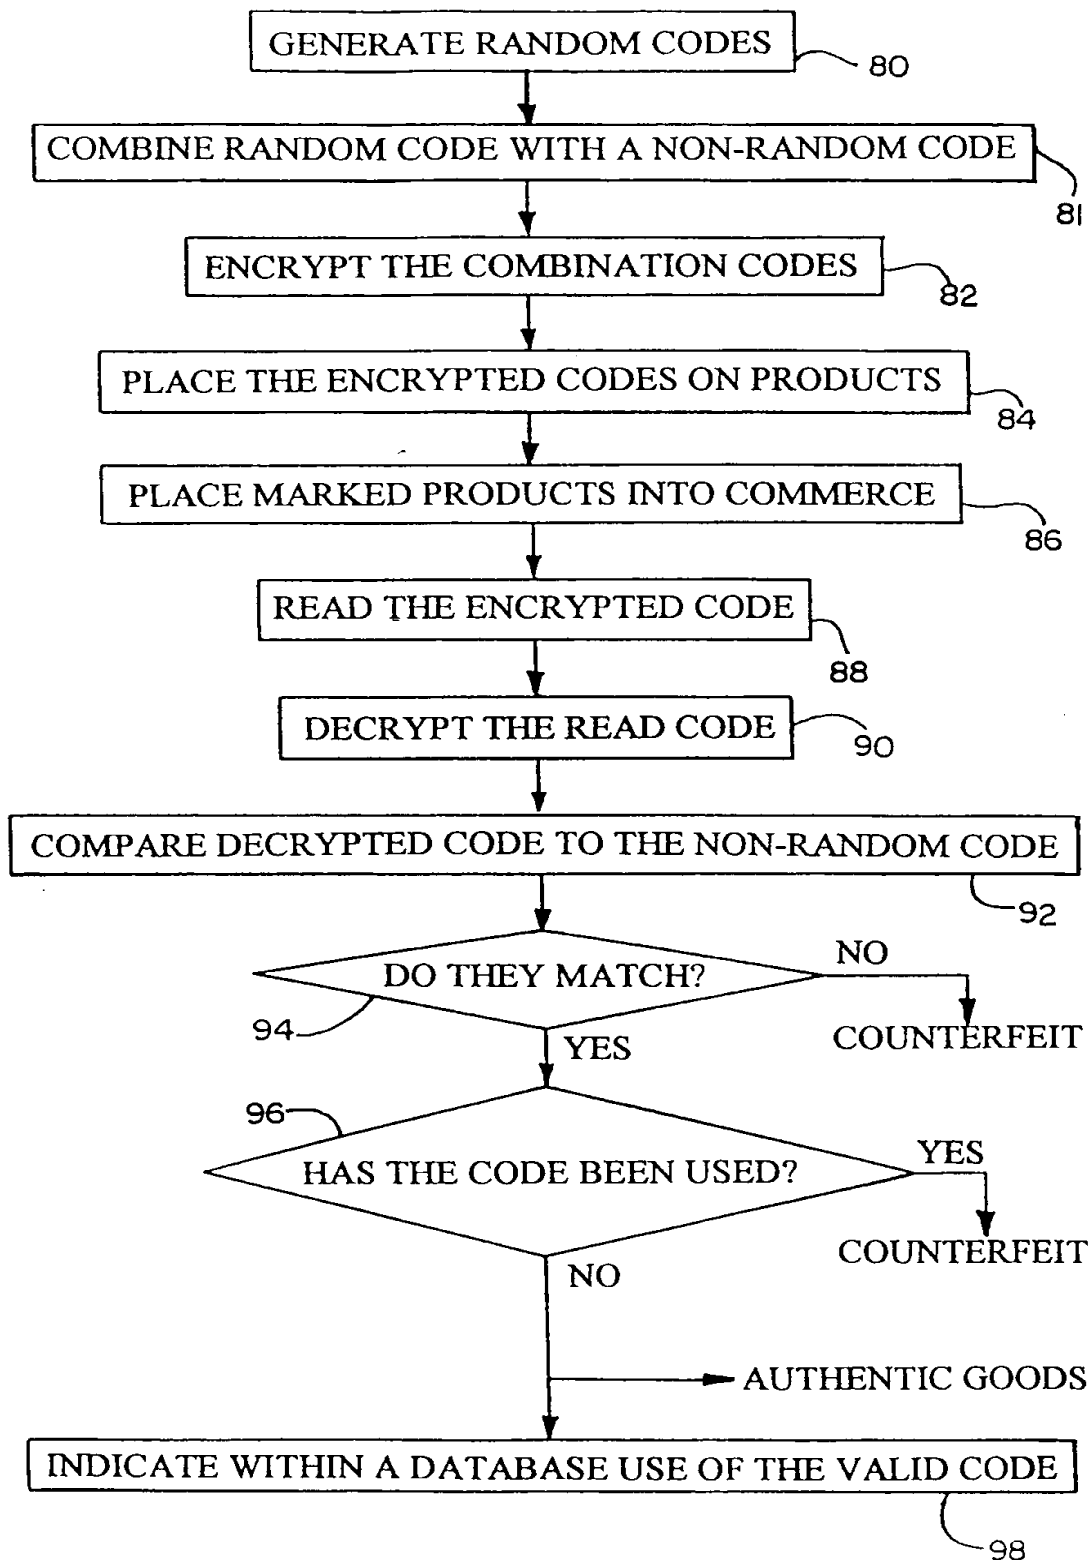 GENERATE RANDOM CODES
80
COMBINE RANDOM CODE WITH A NON-RANDOM CODE
81
ENCRYPT THE COMBINATION CODES
82
PLACE THE ENCRYPTED CODES ON PRODUCTS
84
PLACE MARKED PRODUCTS INTO COMMERCE
86
READ THE ENCRYPTED CODE
88
DECRYPT THE READ CODE
90
COMPARE DECRYPTED CODE TO THE NON-RANDOM CODE
92
NO
DO THEY MATCH?
94
COUNTERFEIT
YES
96
YES
HAS THE CODE BEEN USED?
COUNTERFEIT
NO
AUTHENTIC GOODS
INDICATE WITHIN A DATABASE USE OF THE VALID CODE
98